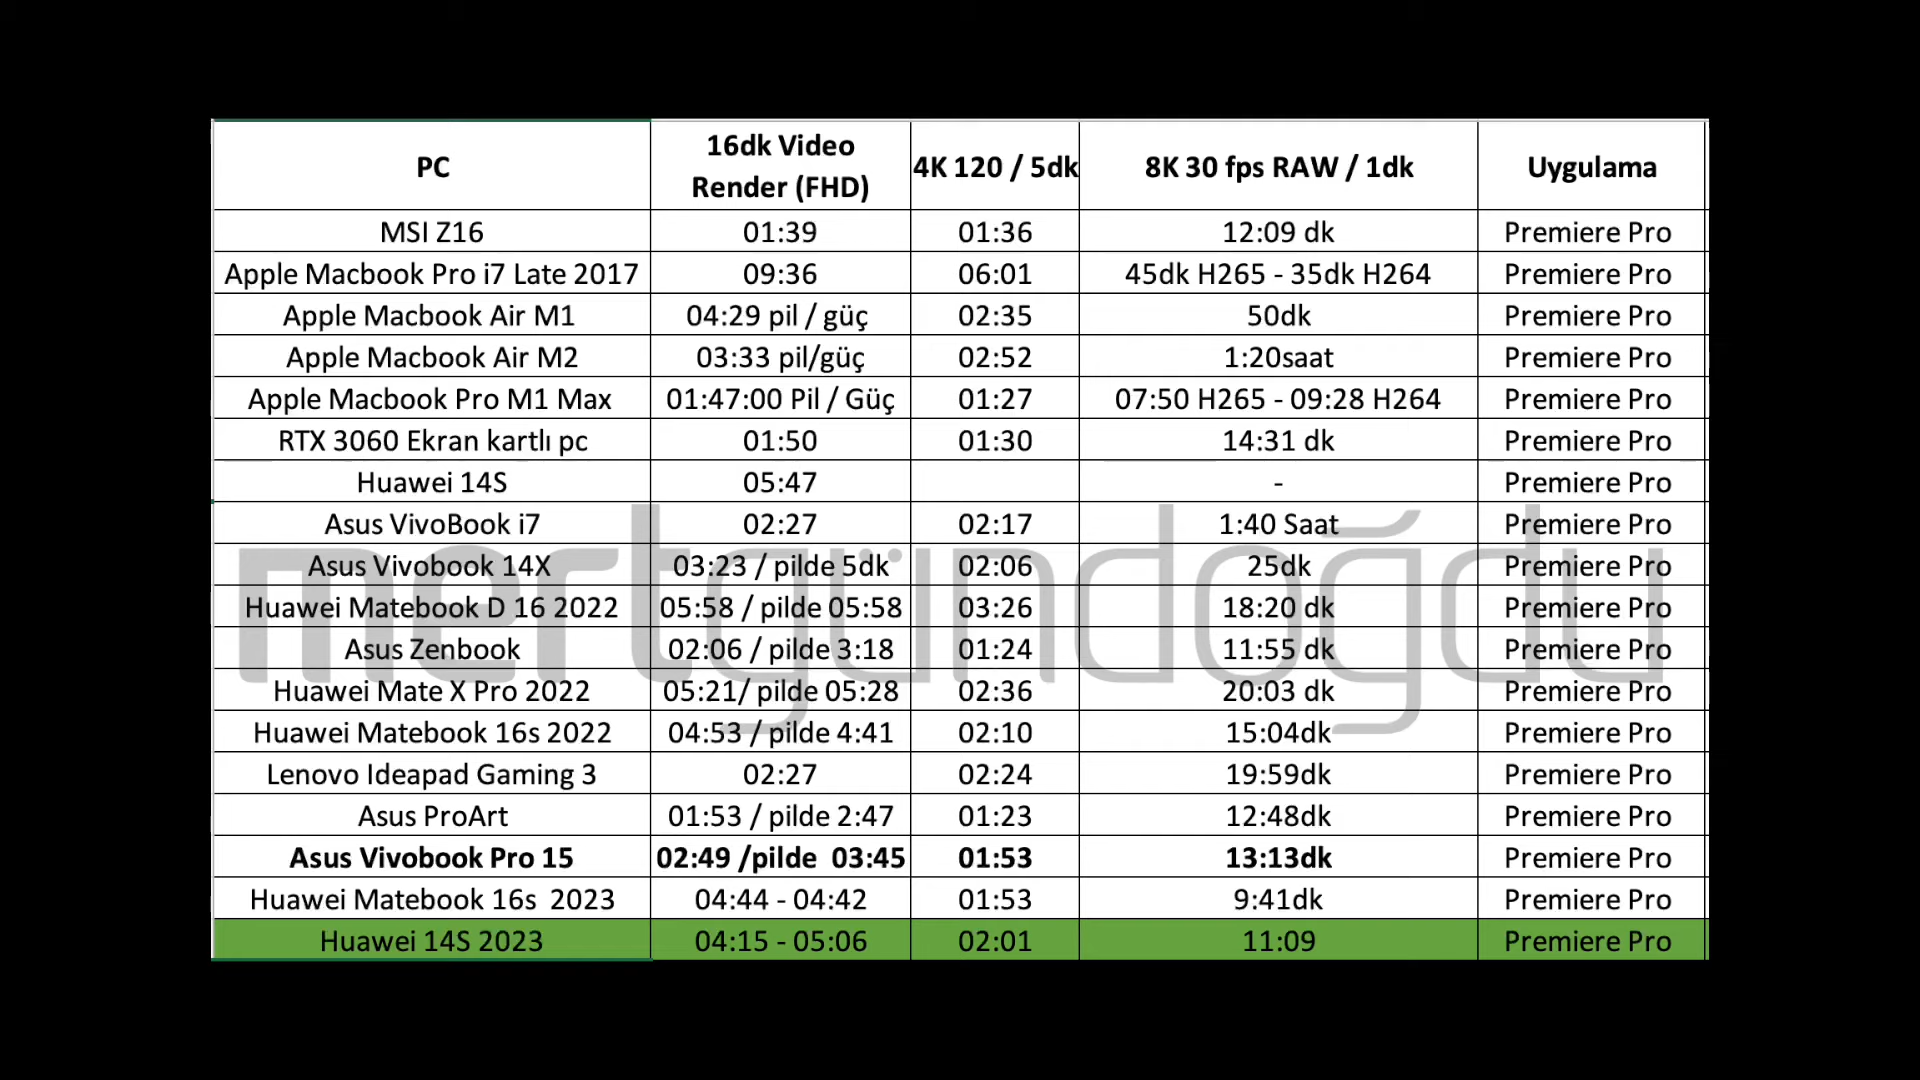 PC 16dk Video Render (FHD) 4K 120 / 5dk 8K 30 fps RAW / 1dk Uygulama
MSI Z16 01:39 01:36 12:09 dk Premiere Pro
Apple Macbook Pro i7 Late 2017 09:36 06:01 45dk H265 - 35dk H264 Premiere Pro
Apple Macbook Air M1 04:29 pil / güç 02:35 50dk Premiere Pro
Apple Macbook Air M2 03:33 pil/güç 02:52 1:20saat Premiere Pro
Apple Macbook Pro M1 Max 01:47:00 Pil / Güç 01:27 07:50 H265 - 09:28 H264 Premiere Pro
RTX 3060 Ekran kartlı pc 01:50 01:30 14:31 dk Premiere Pro
Huawei 14S 05:47 - Premiere Pro
Asus VivoBook i7 02:27 02:17 1:40 Saat Premiere Pro
Asus Vivobook 14X 03:23 / pilde 5dk 02:06 25dk Premiere Pro
Huawei Matebook D 16 2022 05:58 / pilde 05:58 03:26 18:20 dk Premiere Pro
Asus Zenbook 02:06 / pilde 3:18 01:24 11:55 dk Premiere Pro
Huawei Mate X Pro 2022 05:21/ pilde 05:28 02:36 20:03 dk Premiere Pro
Huawei Matebook 16s 2022 04:53 / pilde 4:41 02:10 15:04dk Premiere Pro
Lenovo Ideapad Gaming 3 02:27 02:24 19:59dk Premiere Pro
Asus ProArt 01:53 / pilde 2:47 01:23 12:48dk Premiere Pro
Asus Vivobook Pro 15 02:49 /pilde 03:45 01:53 13:13dk Premiere Pro
Huawei Matebook 16s 2023 04:44 - 04:42 01:53 9:41dk Premiere Pro
Huawei 14S 2023 04:15 - 05:06 02:01 11:09 Premiere Pro
mertgündoğdu